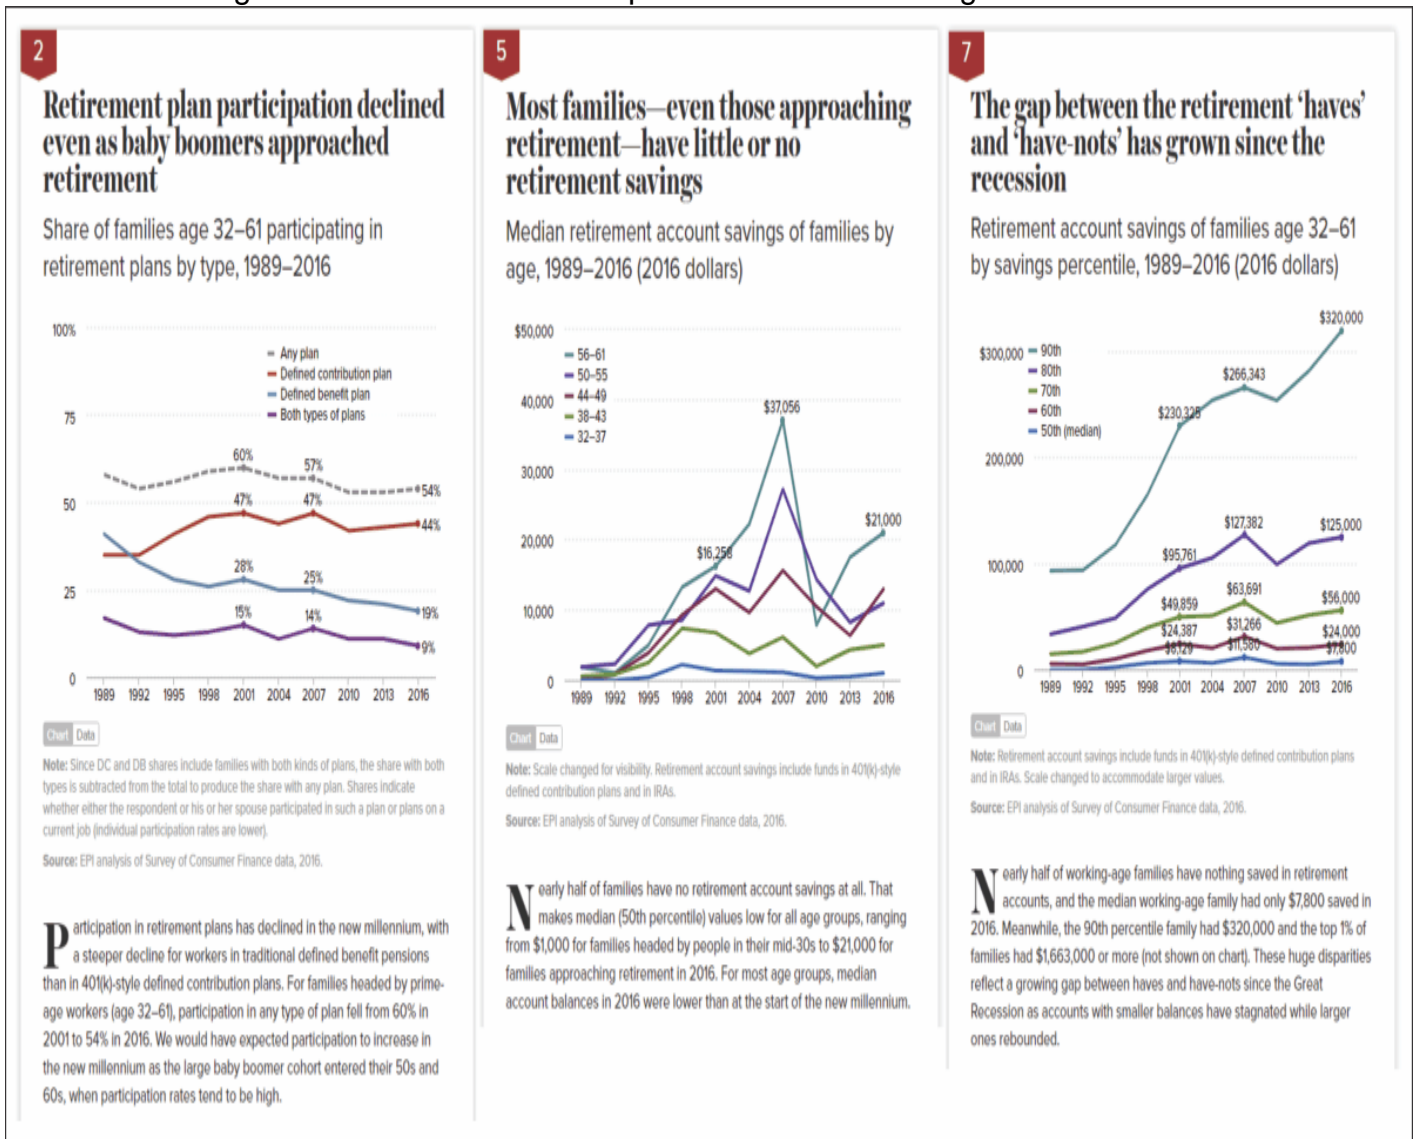 2
Retirement plan participation declined
even as baby boomers approached
retirement
Share of families age 32–61 participating in
retirement plans by type, 1989–2016
100%
75
50
25
0
Any plan
Defined contribution plan
Defined benefit plan
Both types of plans
60%
57%
54%
47%
47%
44%
28%
25%
19%
15%
14%
9%
1989 1992 1995 1998 2001 2004 2007 2010 2013 2016
Chart Data
Note: Since DC and DB shares include families with both kinds of plans, the share with both
types is subtracted from the total to produce the share with any plan. Shares indicate
whether either the respondent or his or her spouse participated in such a plan or plans on a
current job (individual participation rates are lower).
Source: EPI analysis of Survey of Consumer Finance data, 2016.
Participation in retirement plans has declined in the new millennium, with
a steeper decline for workers in traditional defined benefit pensions
than in 401(k)-style defined contribution plans. For families headed by prime-
age workers (age 32–61), participation in any type of plan fell from 60% in
2001 to 54% in 2016. We would have expected participation to increase in
the new millennium as the large baby boomer cohort entered their 50s and
60s, when participation rates tend to be high.
5
Most families—even those approaching
retirement—have little or no
retirement savings
Median retirement account savings of families by
age, 1989–2016 (2016 dollars)
$50,000
40,000
30,000
20,000
10,000
0
56–61
50–55
44–49
38–43
32–37
$37,056
$21,000
$16,258
1989 1992 1995 1998 2001 2004 2007 2010 2013 2016
Chart Data
Note: Scale changed for visibility. Retirement account savings include funds in 401(k)-style
defined contribution plans and in IRAs.
Source: EPI analysis of Survey of Consumer Finance data, 2016.
Nearly half of families have no retirement account savings at all. That
makes median (50th percentile) values low for all age groups, ranging
from $1,000 for families headed by people in their mid-30s to $21,000 for
families approaching retirement in 2016. For most age groups, median
account balances in 2016 were lower than at the start of the new millennium.
7
The gap between the retirement ‘haves’
and ‘have-nots’ has grown since the
recession
Retirement account savings of families age 32–61
by savings percentile, 1989–2016 (2016 dollars)
$300,000
200,000
100,000
0
90th
80th
70th
60th
50th (median)
$320,000
$266,343
$230,325
$127,382
$125,000
$95,761
$63,691
$56,000
$49,859
$31,266
$24,387
$24,000
$11,580
$7,800
1989 1992 1995 1998 2001 2004 2007 2010 2013 2016
Chart Data
Note: Retirement account savings include funds in 401(k)-style defined contribution plans
and in IRAs. Scale changed to accommodate larger values.
Source: EPI analysis of Survey of Consumer Finance data, 2016.
Nearly half of working-age families have nothing saved in retirement
accounts, and the median working-age family had only $7,800 saved in
2016. Meanwhile, the 90th percentile family had $320,000 and the top 1% of
families had $1,663,000 or more (not shown on chart). These huge disparities
reflect a growing gap between haves and have-nots since the Great
Recession as accounts with smaller balances have stagnated while larger
ones rebounded.